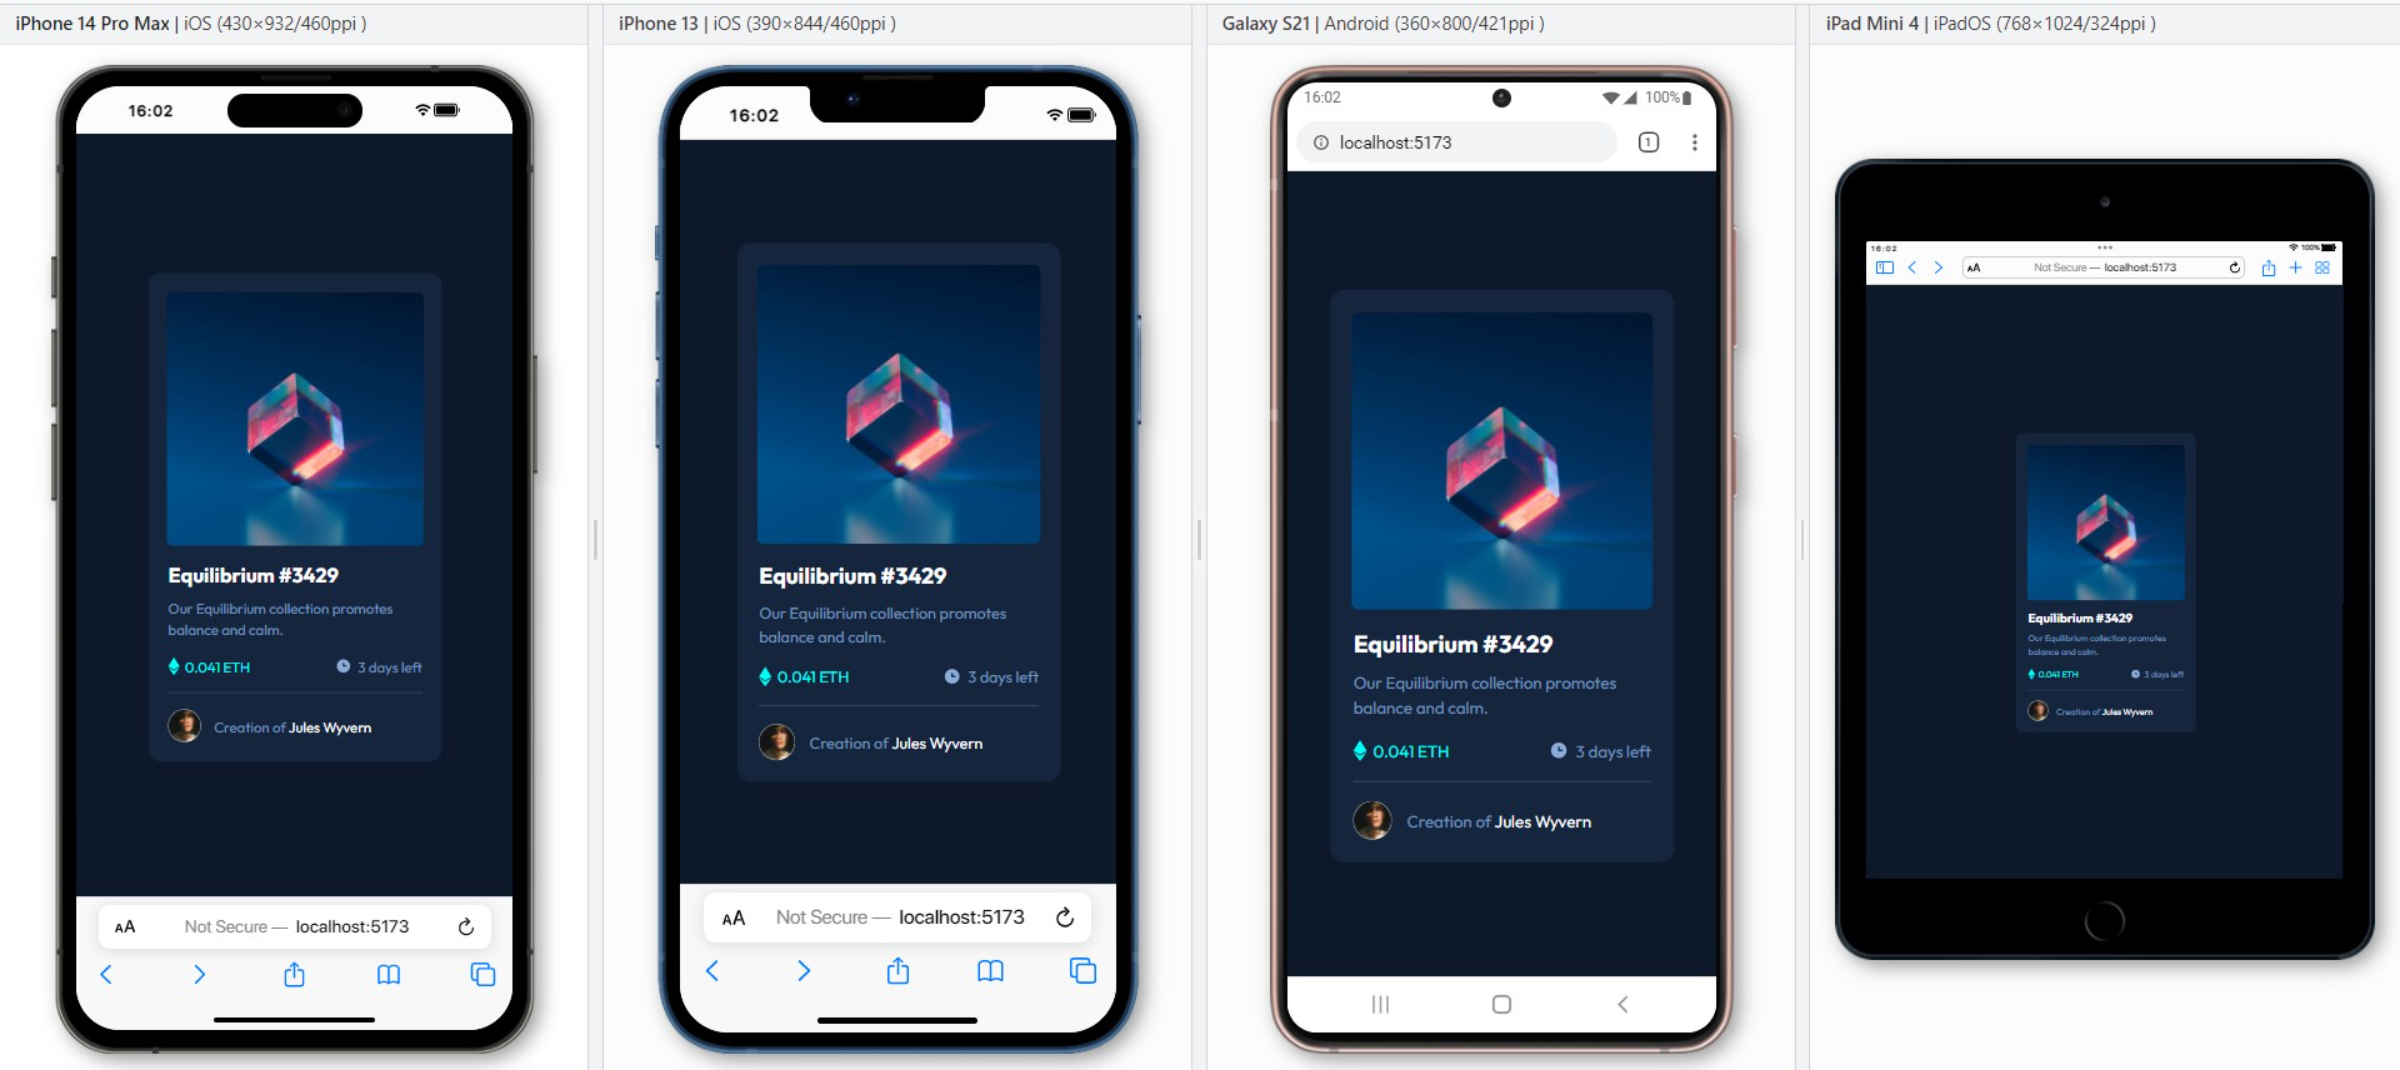 iPhone 14 Pro Max | iOS (430×932/460ppi )
16:02
Equilibrium #3429
Our Equilibrium collection promotes
balance and calm.
0.041 ETH
3 days left
Creation of Jules Wyvern
AA Not Secure — localhost:5173
iPhone 13 | iOS (390×844/460ppi )
16:02
Equilibrium #3429
Our Equilibrium collection promotes
balance and calm.
0.041 ETH
3 days left
Creation of Jules Wyvern
AA Not Secure — localhost:5173
Galaxy S21 | Android (360×800/421ppi )
16:02
100%
localhost:5173
1
Equilibrium #3429
Our Equilibrium collection promotes
balance and calm.
0.041 ETH
3 days left
Creation of Jules Wyvern
iPad Mini 4 | iPadOS (768×1024/324ppi )
16:02
100%
AA Not Secure — localhost:5173
Equilibrium #3429
Our Equilibrium collection promotes
balance and calm.
0.041 ETH
3 days left
Creation of Jules Wyvern